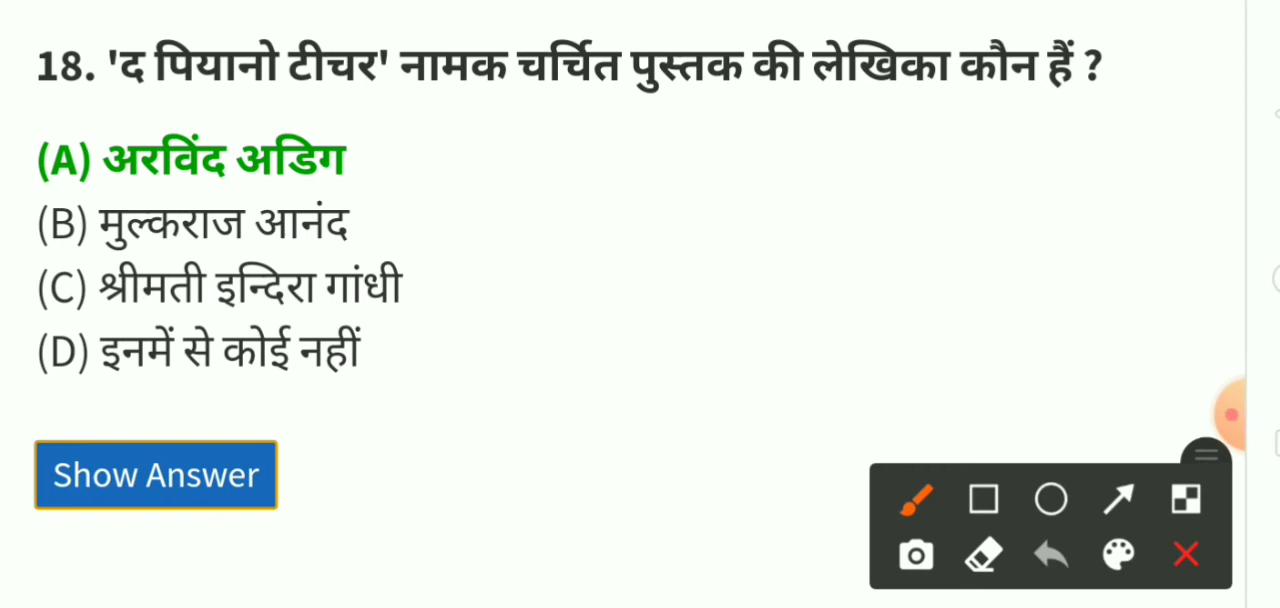 18. 'द पियानो टीचर' नामक चर्चित पुस्तक की लेखिका कौन हैं ?
(A) अरविंद अडिग
(B) मुल्कराज आनंद
(C) श्रीमती इन्दिरा गांधी
(D) इनमें से कोई नहीं
Show Answer